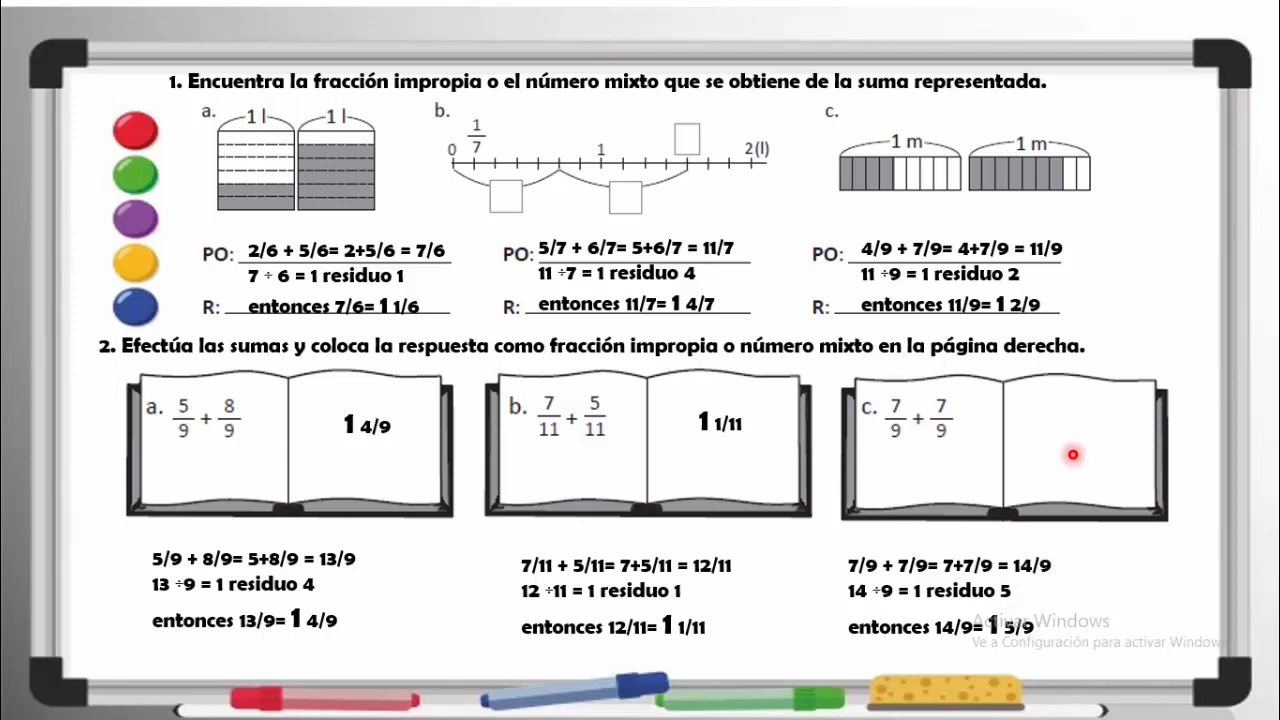 1. Encuentra la fracción impropia o el número mixto que se obtiene de la suma representada.
a. 1 l 1 l
b. 1/7 0 1 2(l)
c. 1 m 1 m
PO: 2/6 + 5/6= 2+5/6 = 7/6
7 ÷ 6 = 1 residuo 1
R: entonces 7/6= 1 1/6
PO: 5/7 + 6/7= 5+6/7 = 11/7
11 ÷7 = 1 residuo 4
R: entonces 11/7= 1 4/7
PO: 4/9 + 7/9= 4+7/9 = 11/9
11 ÷9 = 1 residuo 2
R: entonces 11/9= 1 2/9
2. Efectúa las sumas y coloca la respuesta como fracción impropia o número mixto en la página derecha.
a. 5/9 + 8/9
1 4/9
b. 7/11 + 5/11
1 1/11
c. 7/9 + 7/9
5/9 + 8/9= 5+8/9 = 13/9
13 ÷9 = 1 residuo 4
entonces 13/9= 1 4/9
7/11 + 5/11= 7+5/11 = 12/11
12 ÷11 = 1 residuo 1
entonces 12/11= 1 1/11
7/9 + 7/9= 7+7/9 = 14/9
14 ÷9 = 1 residuo 5
entonces 14/9= 1 5/9
Activar Windows
Ve a Configuración para activar Windows